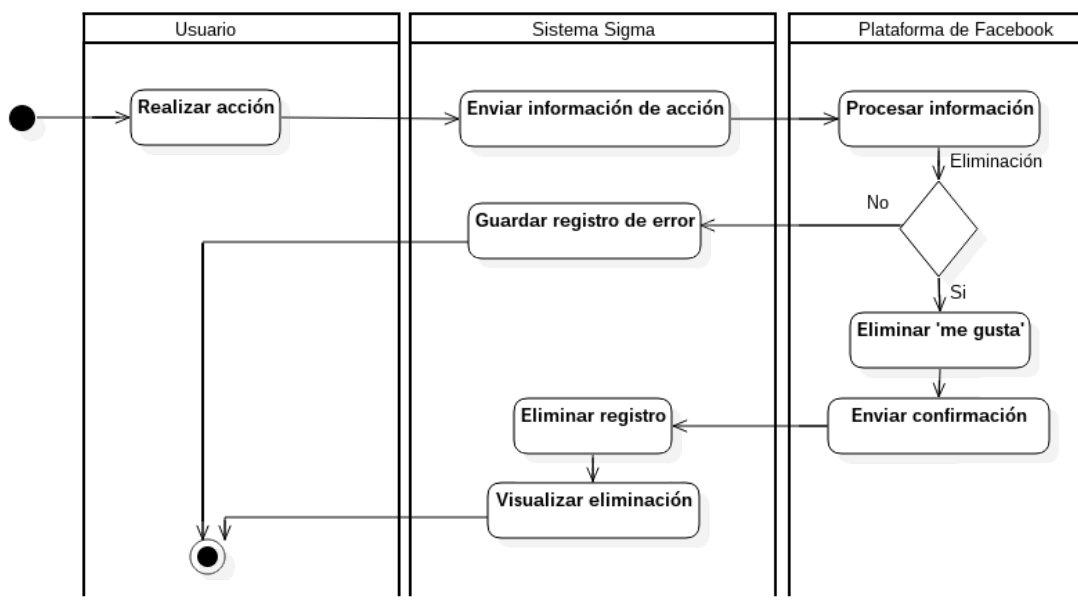 Usuario
Sistema Sigma
Plataforma de Facebook
Realizar acción
Enviar información de acción
Procesar información
Eliminación
No
Guardar registro de error
Si
Eliminar 'me gusta'
Eliminar registro
Enviar confirmación
Visualizar eliminación